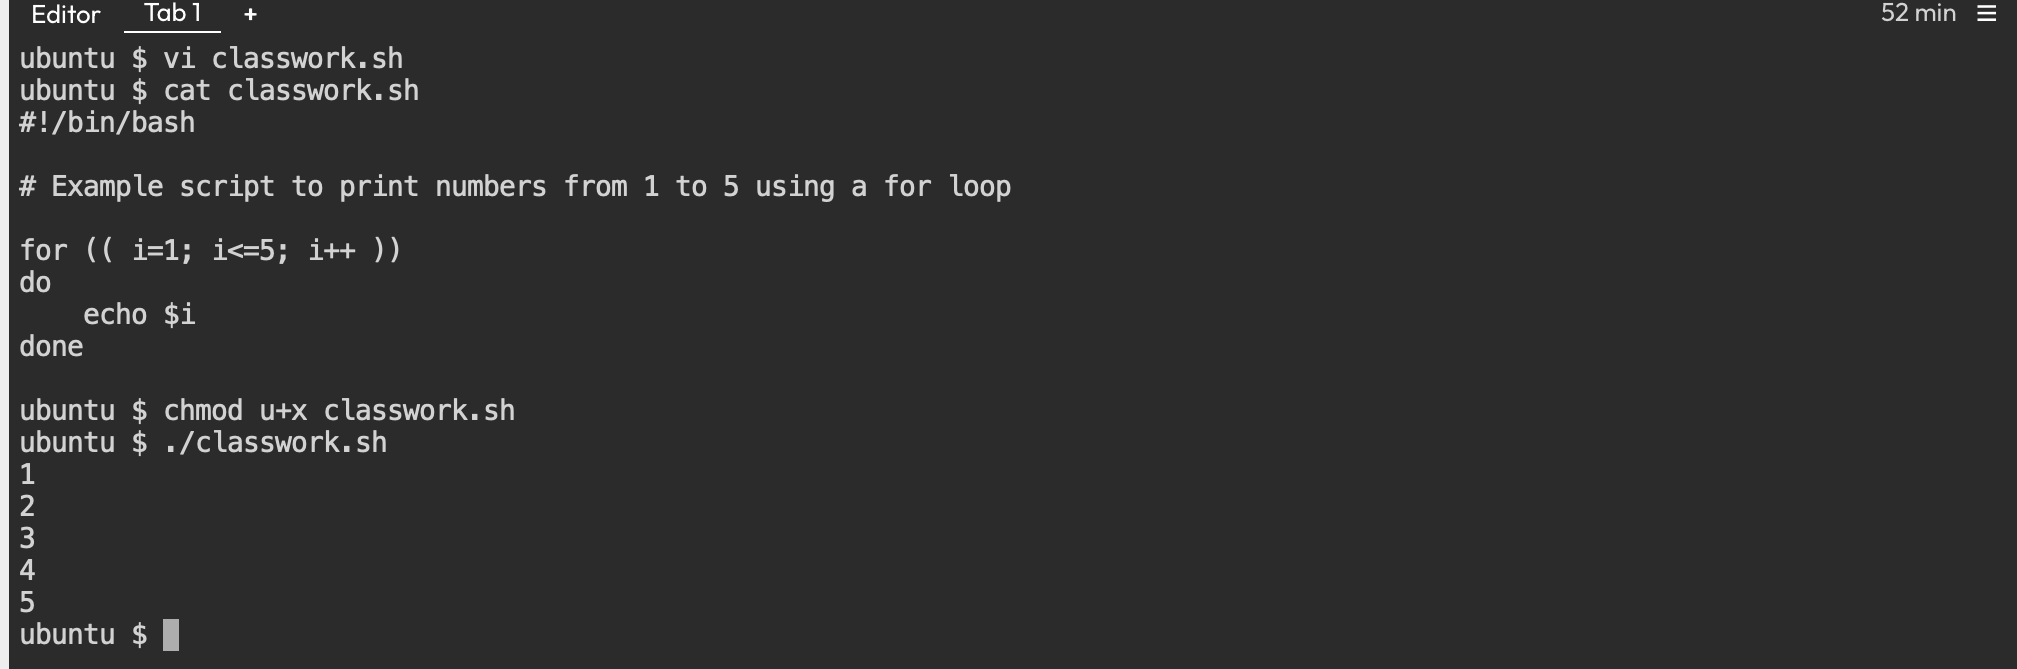 Editor Tab 1 + 52 min
ubuntu $ vi classwork.sh
ubuntu $ cat classwork.sh
#!/bin/bash
# Example script to print numbers from 1 to 5 using a for loop
for (( i=1; i<=5; i++ ))
do
    echo $i
done
ubuntu $ chmod u+x classwork.sh
ubuntu $ ./classwork.sh
1
2
3
4
5
ubuntu $